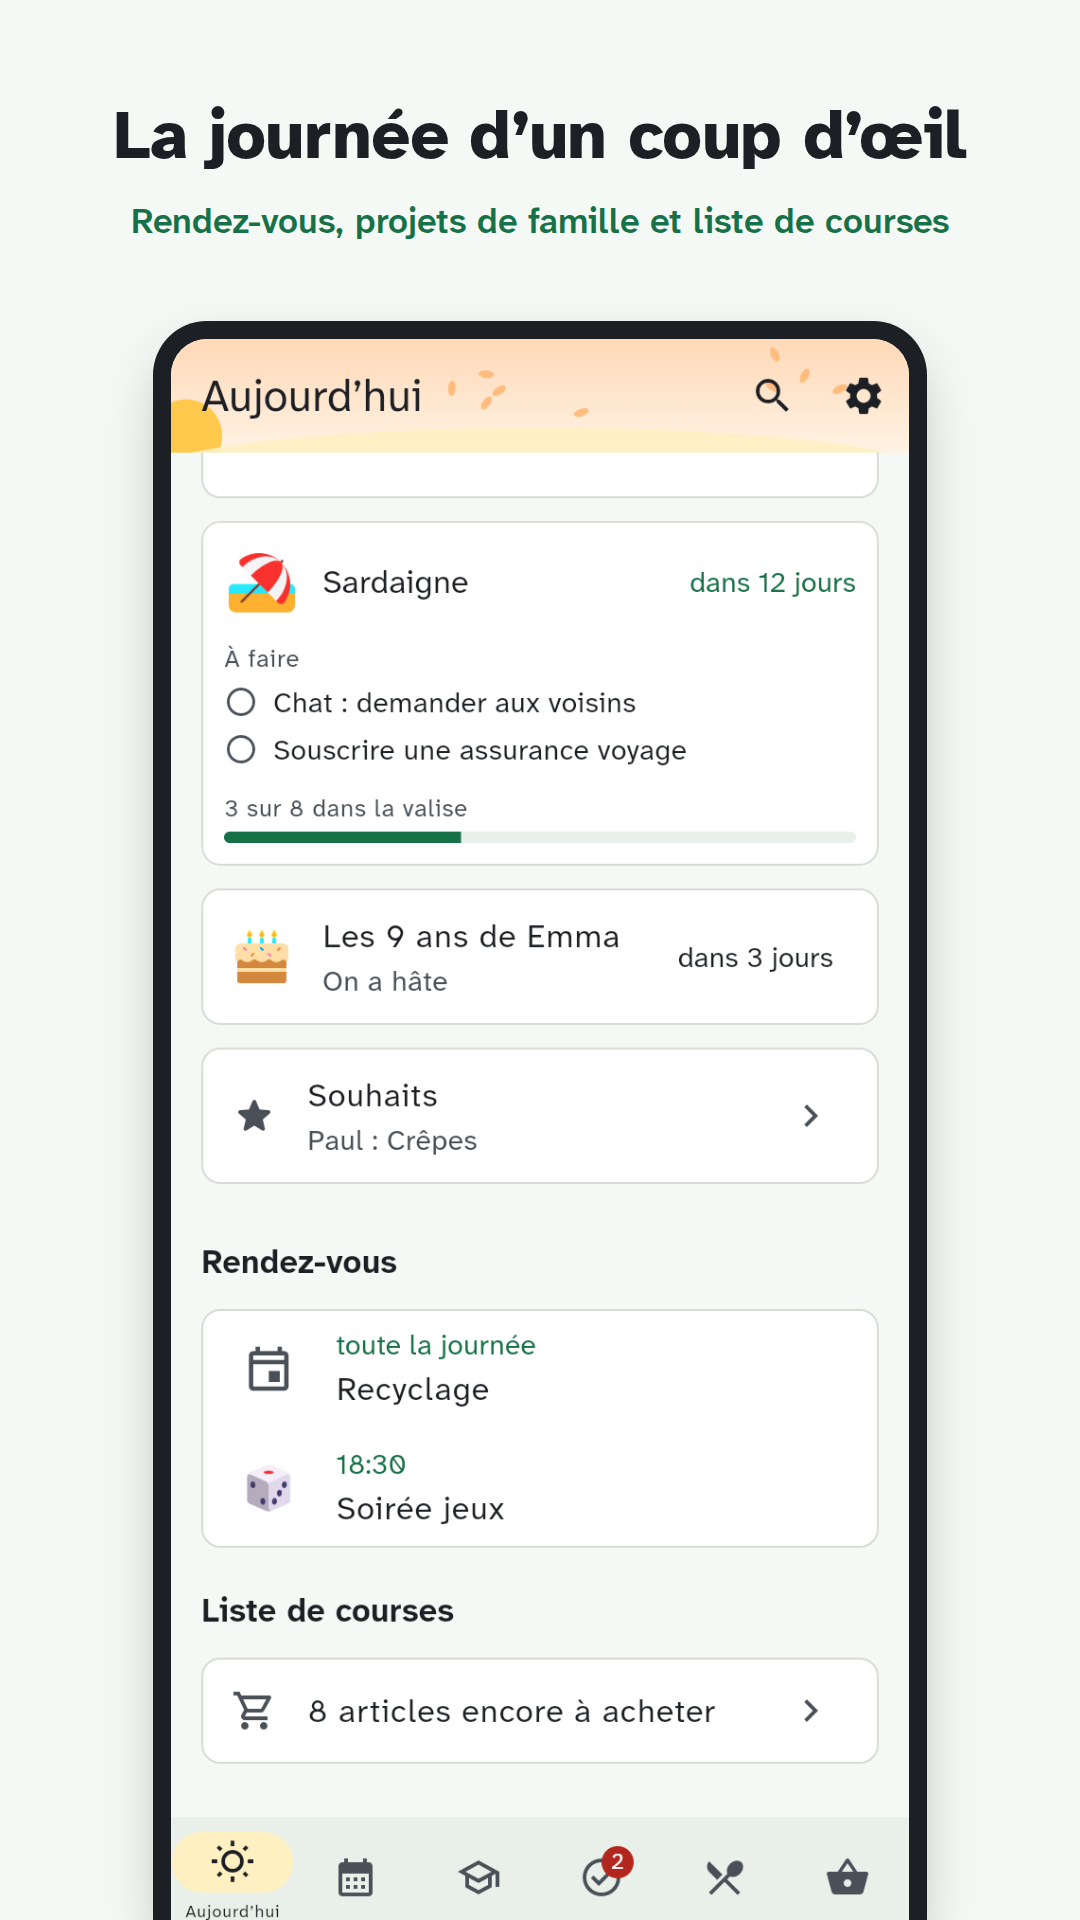 La journée d’un coup d’œil
Rendez-vous, projets de famille et liste de courses
Aujourd’hui
Sardaigne
dans 12 jours
À faire
Chat : demander aux voisins
Souscrire une assurance voyage
3 sur 8 dans la valise
Les 9 ans de Emma
dans 3 jours
On a hâte
Souhaits
Paul : Crêpes
Rendez-vous
toute la journée
Recyclage
18:30
Soirée jeux
Liste de courses
8 articles encore à acheter
2
Aujourd’hui